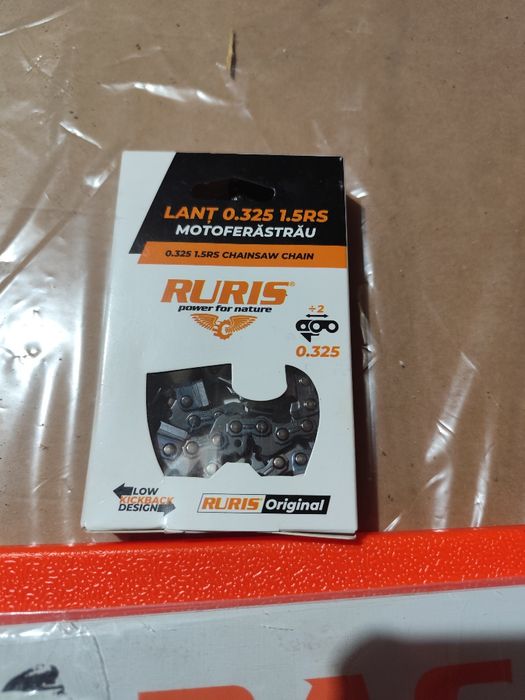 LANȚ 0.325 1.5RS
MOTOFERĂSTRĂU
0.325 1.5RS CHAINSAW CHAIN
RURIS®
power for nature
÷2
0.325
LOW
KICKBACK
DESIGN
RURIS Original